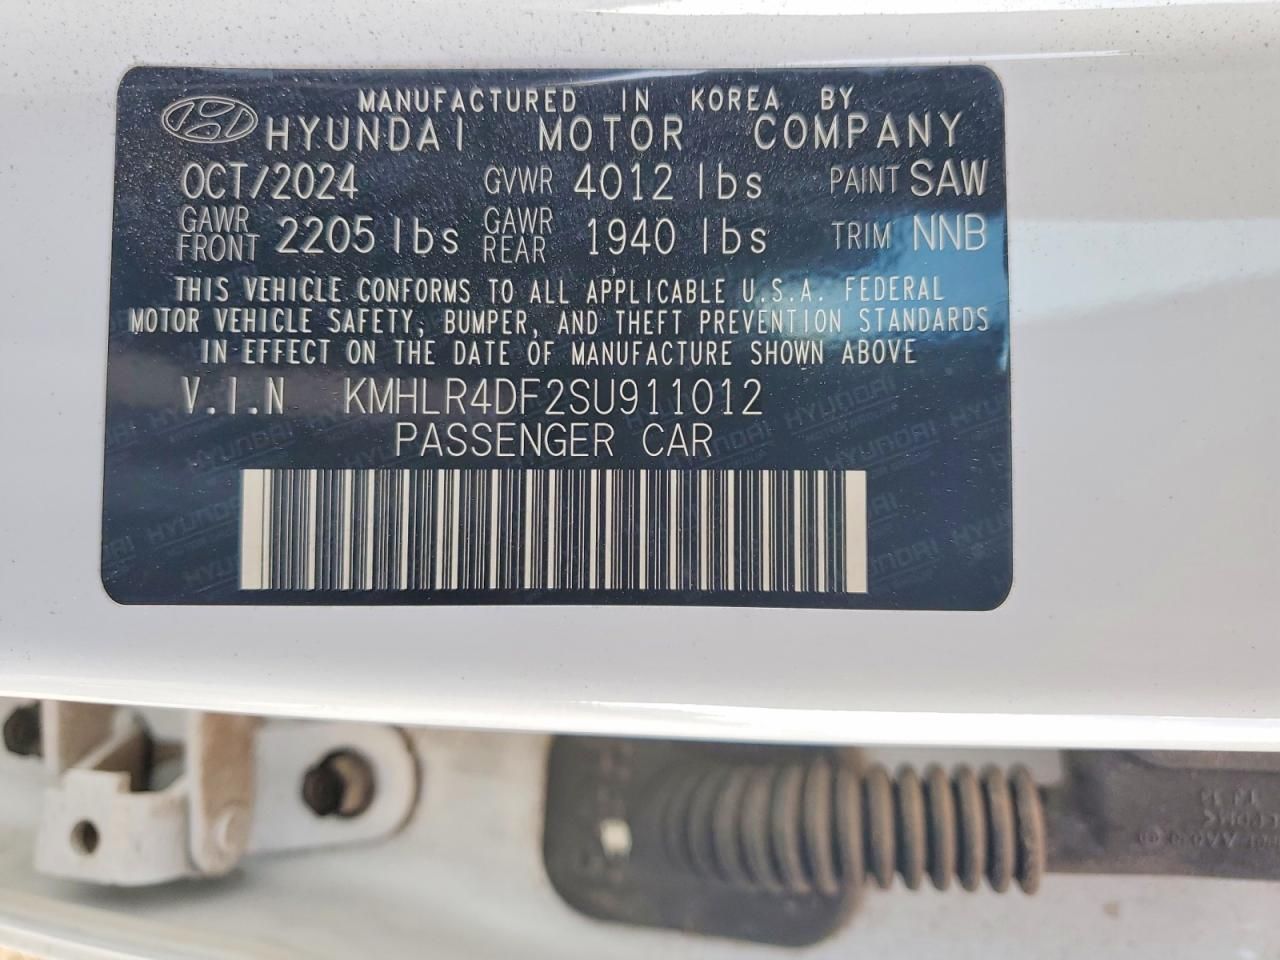 MANUFACTURED IN KOREA BY
HYUNDAI MOTOR COMPANY
OCT/2024 GVWR 4012 lbs PAINT SAW
GAWR FRONT 2205 lbs GAWR REAR 1940 lbs TRIM NNB
THIS VEHICLE CONFORMS TO ALL APPLICABLE U.S.A. FEDERAL
MOTOR VEHICLE SAFETY, BUMPER, AND THEFT PREVENTION STANDARDS
IN EFFECT ON THE DATE OF MANUFACTURE SHOWN ABOVE
V.I.N KMHLR4DF2SU911012
PASSENGER CAR